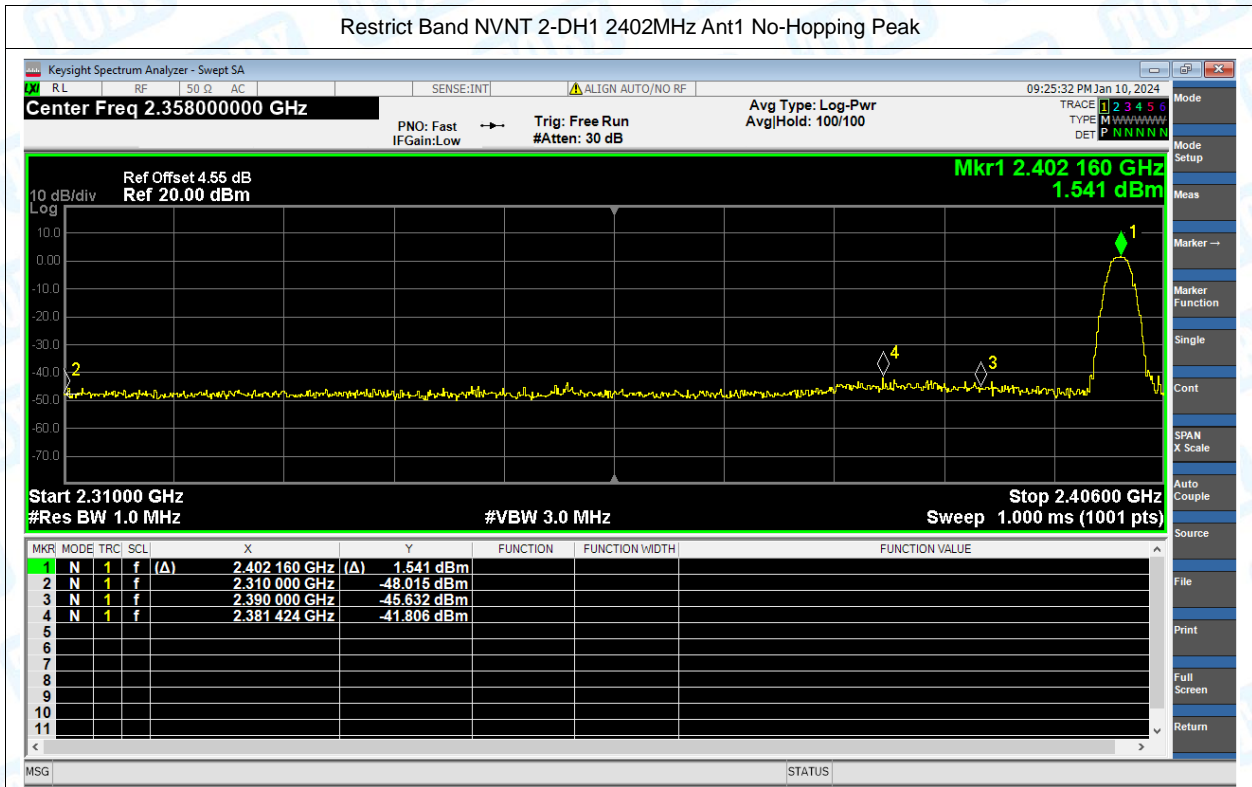 Restrict Band NVNT 2-DH1 2402MHz Ant1 No-Hopping Peak
Keysight Spectrum Analyzer - Swept SA
LXI RL RF 50 Ω AC SENSE:INT ALIGN AUTO/NO RF 09:25:32 PM Jan 10, 2024
Center Freq 2.358000000 GHz
PNO: Fast
IFGain:Low
Trig: Free Run
#Atten: 30 dB
Avg Type: Log-Pwr
Avg|Hold: 100/100
TRACE 1 2 3 4 5 6
TYPE M WWWWW
DET P N N N N N
Ref Offset 4.55 dB
10 dB/div Ref 20.00 dBm
Log
Mkr1 2.402 160 GHz
1.541 dBm
10.0
0.00
-10.0
-20.0
-30.0
-40.0
-50.0
-60.0
-70.0
1
2
4
3
Start 2.31000 GHz Stop 2.40600 GHz
#Res BW 1.0 MHz #VBW 3.0 MHz Sweep 1.000 ms (1001 pts)
MKR MODE TRC SCL X Y FUNCTION FUNCTION WIDTH FUNCTION VALUE
1 N 1 f (Δ) 2.402 160 GHz (Δ) 1.541 dBm
2 N 1 f 2.310 000 GHz -48.015 dBm
3 N 1 f 2.390 000 GHz -45.632 dBm
4 N 1 f 2.381 424 GHz -41.806 dBm
5
6
7
8
9
10
11
MSG STATUS
Mode
Mode
Setup
Meas
Marker →
Marker
Function
Single
Cont
SPAN
X Scale
Auto
Couple
Source
File
Print
Full
Screen
Return
TOBY